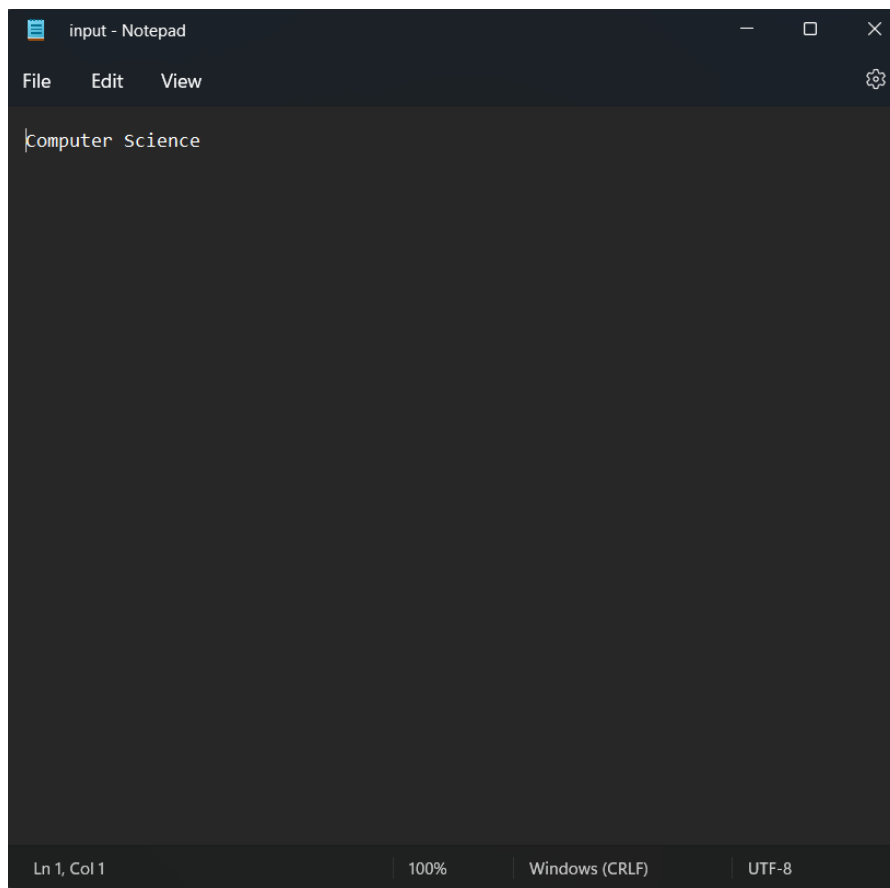 input - Notepad
File Edit View
Computer Science
Ln 1, Col 1 100% Windows (CRLF) UTF-8